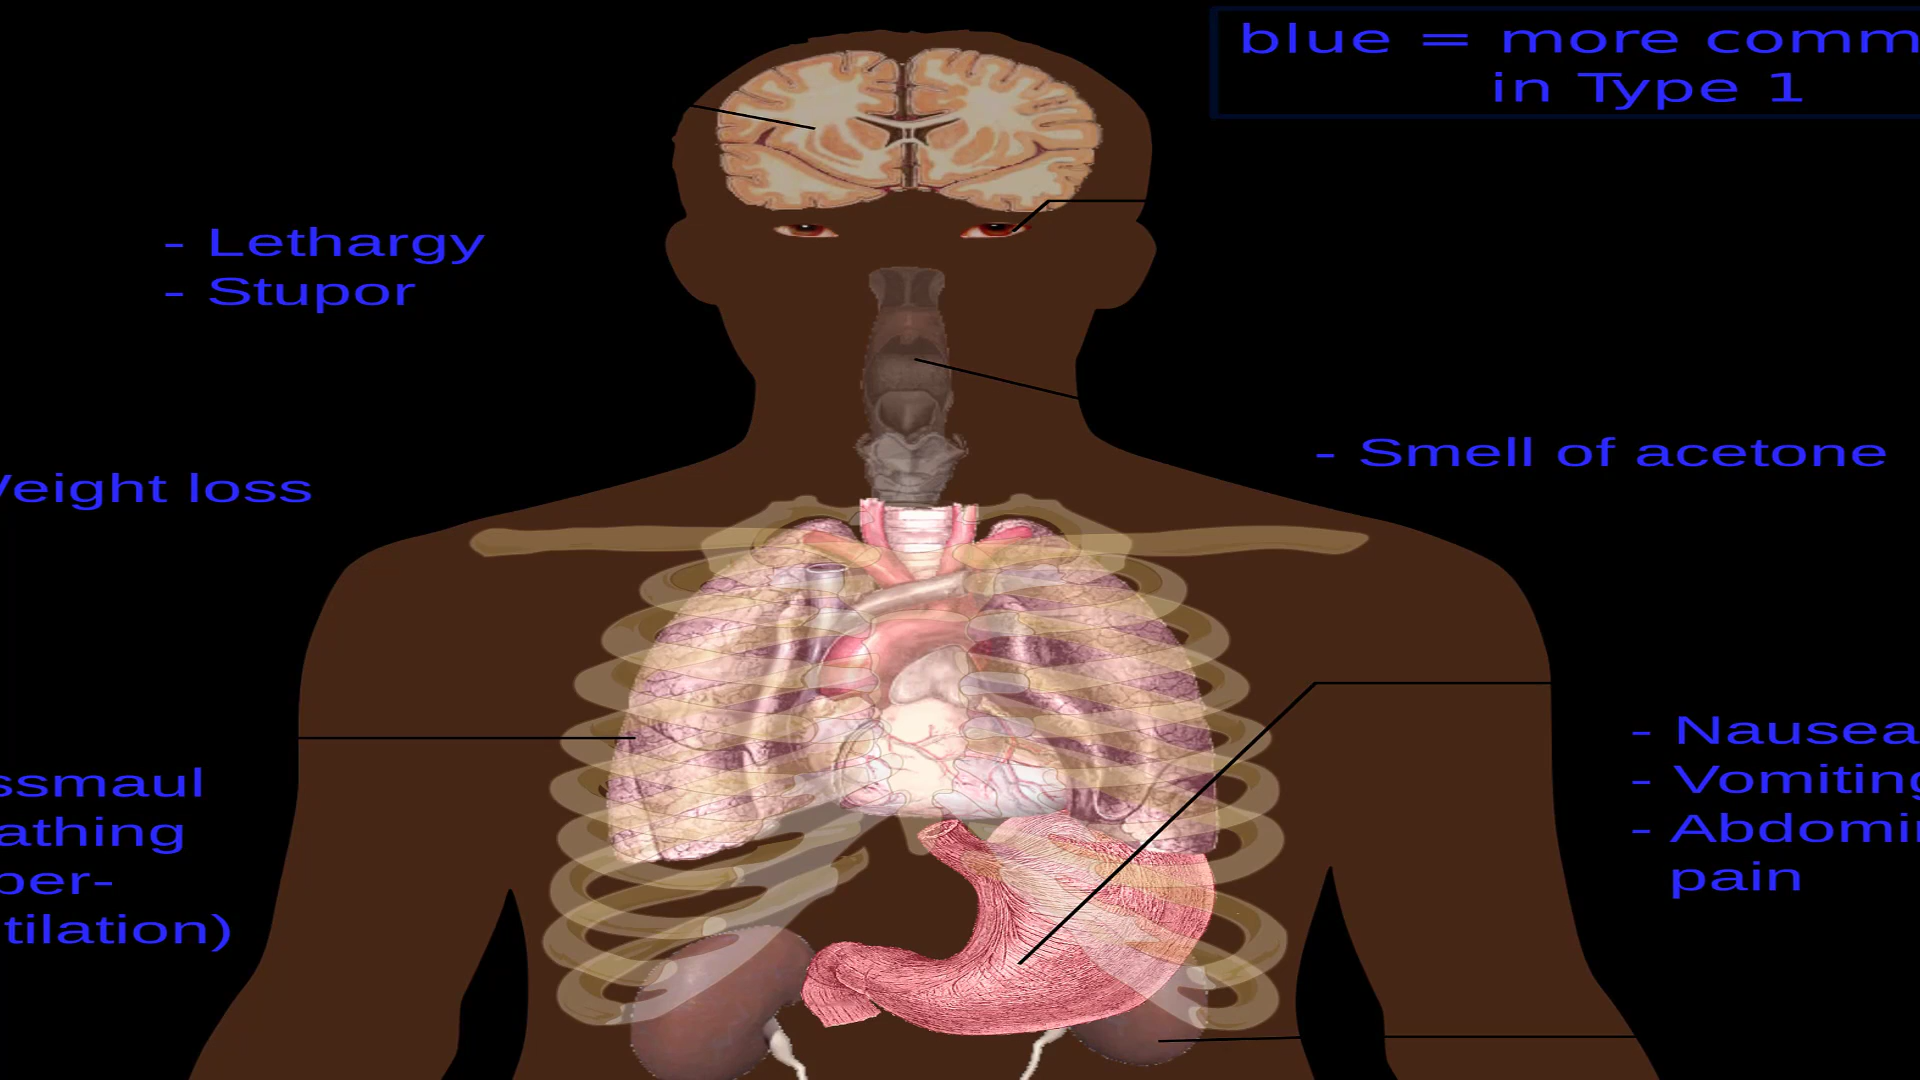 blue = more comm
in Type 1
- Lethargy
- Stupor
- Smell of acetone
eight loss
- Nausea
- Vomiting
- Abdomin
pain
ssmaul
athing
per-
tilation)